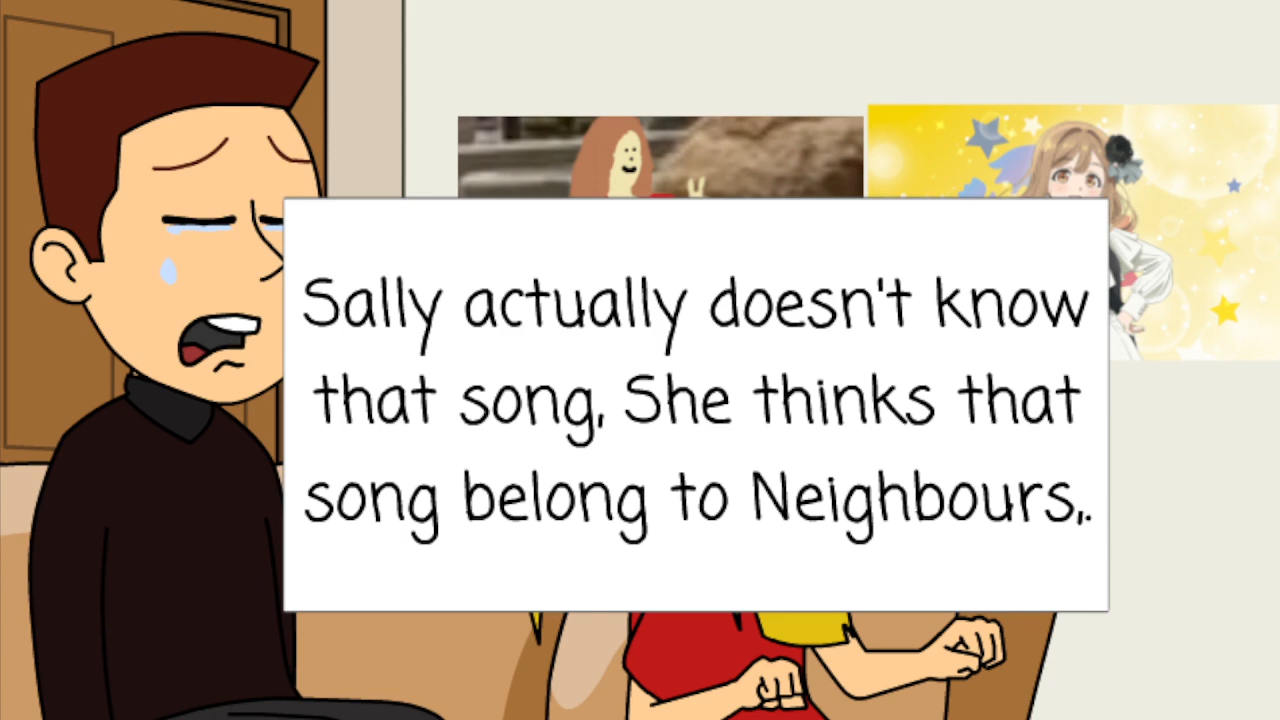 Sally actually doesn't know
that song, She thinks that
song belong to Neighbours,.